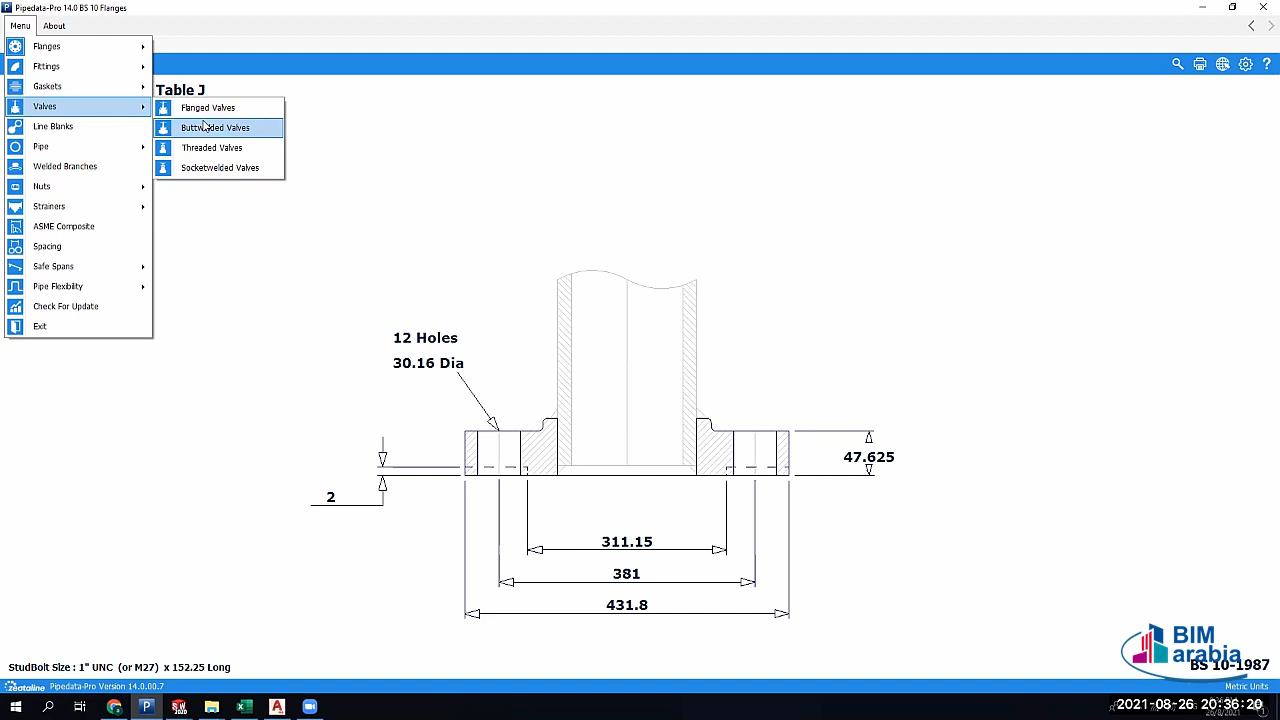 Pipedata-Pro 14.0 BS 10 Flanges
Menu
About
Flanges
Fittings
Gaskets
Valves
Line Blanks
Pipe
Welded Branches
Nuts
Strainers
ASME Composite
Spacing
Safe Spans
Pipe Flexibility
Check For Update
Exit
Table J
Flanged Valves
Buttwelded Valves
Threaded Valves
Socketwelded Valves
12 Holes
30.16 Dia
47.625
2
311.15
381
431.8
BIM
arabia
StudBolt Size : 1" UNC (or M27) x 152.25 Long
BS 10-1987
zeataline
Pipedata-Pro Version 14.0.00.7
Metric Units
2021-08-26 20:36:20